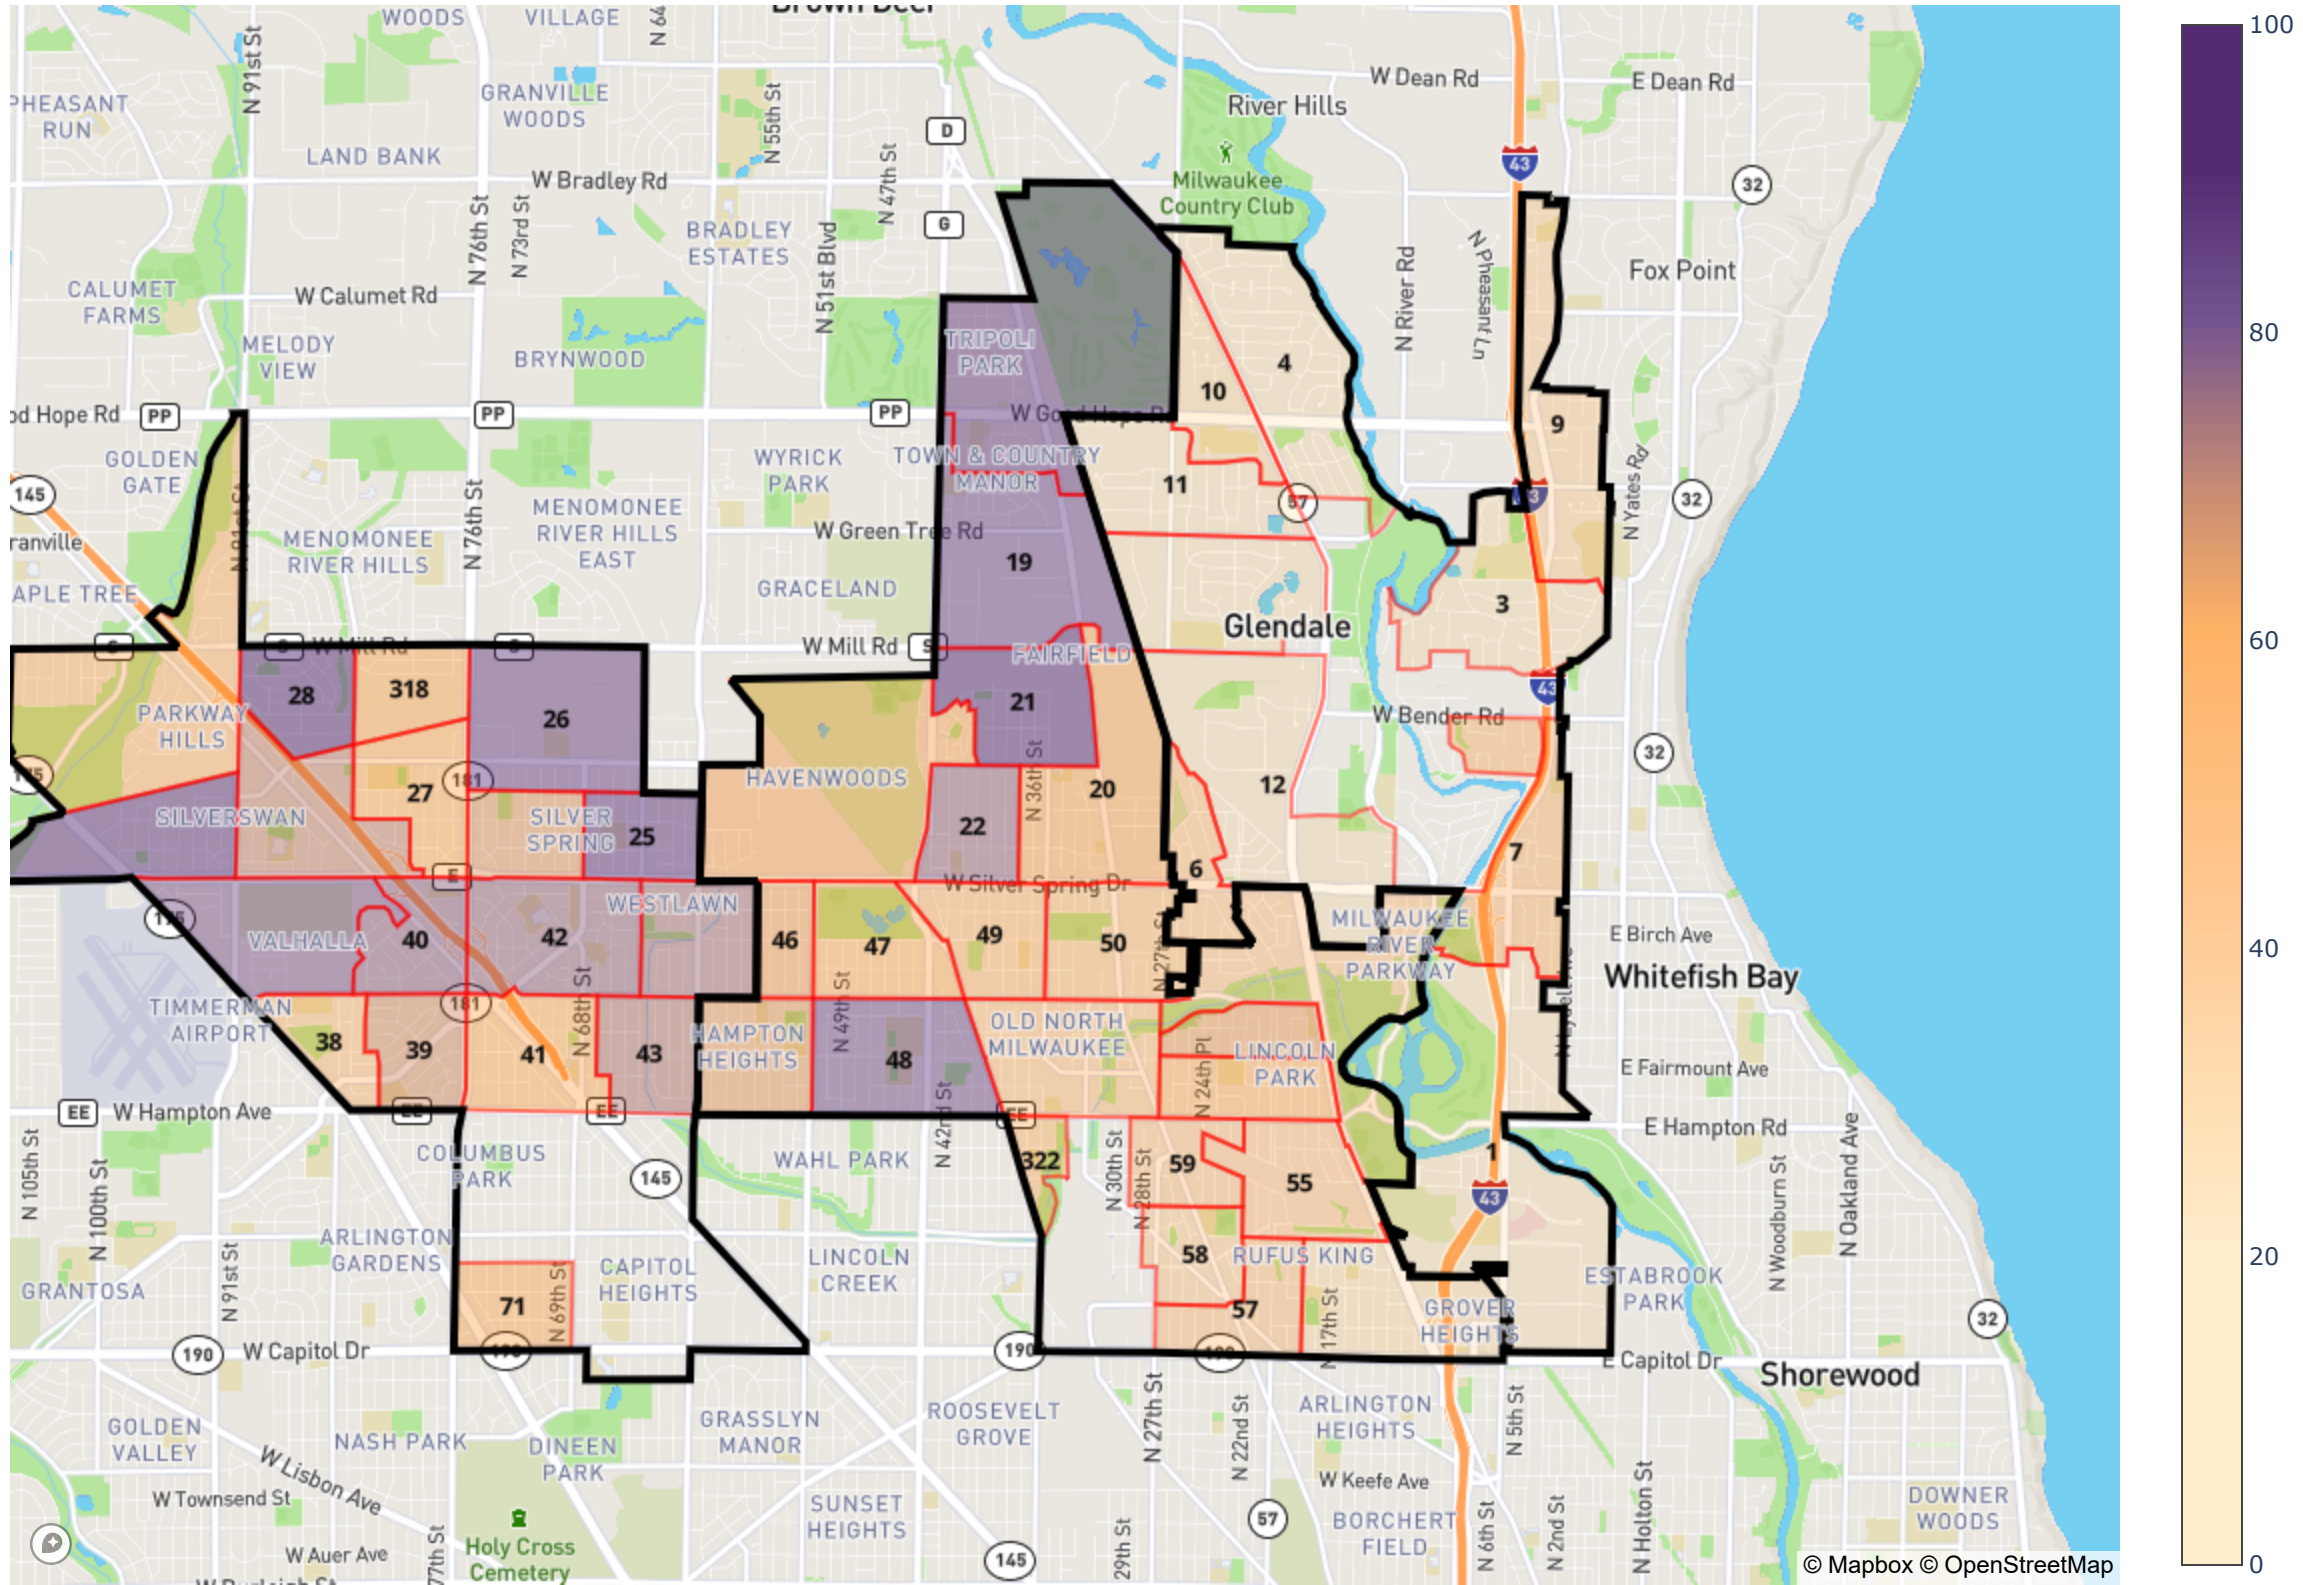 Brown Deer
WOODS
VILLAGE
N 64
N 91st St
W Dean Rd
E Dean Rd
100
PHEASANT
RUN
GRANVILLE
WOODS
N 55th St
River Hills
D
LAND BANK
N 47th St
43
W Bradley Rd
Milwaukee
Country Club
32
N 76th St
N 73rd St
G
BRADLEY
ESTATES
N 51st Blvd
N River Rd
N Pheasant Ln
Fox Point
CALUMET
FARMS
W Calumet Rd
MELODY
VIEW
BRYNWOOD
TRIPOLI
PARK
4
10
80
od Hope Rd
PP
PP
PP
W Good Hope Rd
9
GOLDEN
GATE
WYRICK
PARK
TOWN & COUNTRY
MANOR
11
N Yates Rd
145
N 91st St
N 76th St
MENOMONEE
RIVER HILLS
EAST
57
43
32
ranville
MENOMONEE
RIVER HILLS
W Green Tree Rd
19
APLE TREE
GRACELAND
3
Glendale
S
S
W Mill Rd
S
W Mill Rd
S
FAIRFIELD
60
28
318
26
21
43
PARKWAY
HILLS
W Bender Rd
32
175
27
181
HAVENWOODS
N 36th St
20
12
SILVERSWAN
SILVER
SPRING
25
22
7
6
E
W Silver Spring Dr
175
WESTLAWN
MILWAUKEE
RIVER
PARKWAY
VALHALLA
40
42
46
47
49
50
N 27th St
E Birch Ave
40
Whitefish Bay
TIMMERMAN
AIRPORT
181
N 68th St
N 49th St
OLD NORTH
MILWAUKEE
N Lydell Ave
38
39
41
43
HAMPTON
HEIGHTS
48
N 24th Pl
LINCOLN
PARK
E Fairmount Ave
EE
W Hampton Ave
EE
EE
N 42nd St
EE
E Hampton Rd
N 105th St
N 100th St
COLUMBUS
PARK
145
WAHL PARK
322
N 30th St
N 28th St
59
55
1
43
N Woodburn St
N Oakland Ave
ARLINGTON
GARDENS
N 91st St
CAPITOL
HEIGHTS
LINCOLN
CREEK
58
RUFUS KING
20
GRANTOSA
71
N 69th St
57
N 17th St
GROVER
HEIGHTS
ESTABROOK
PARK
32
190
W Capitol Dr
190
190
190
E Capitol Dr
Shorewood
GOLDEN
VALLEY
NASH PARK
DINEEN
PARK
GRASSLYN
MANOR
ROOSEVELT
GROVE
N 27th St
N 22nd St
ARLINGTON
HEIGHTS
N 5th St
W Lisbon Ave
W Townsend St
W Keefe Ave
SUNSET
HEIGHTS
57
BORCHERT
FIELD
N 6th St
N 2nd St
N Holton St
DOWNER
WOODS
W Auer Ave
77th St
Holy Cross
Cemetery
145
29th St
W Burleigh St
© Mapbox © OpenStreetMap
0